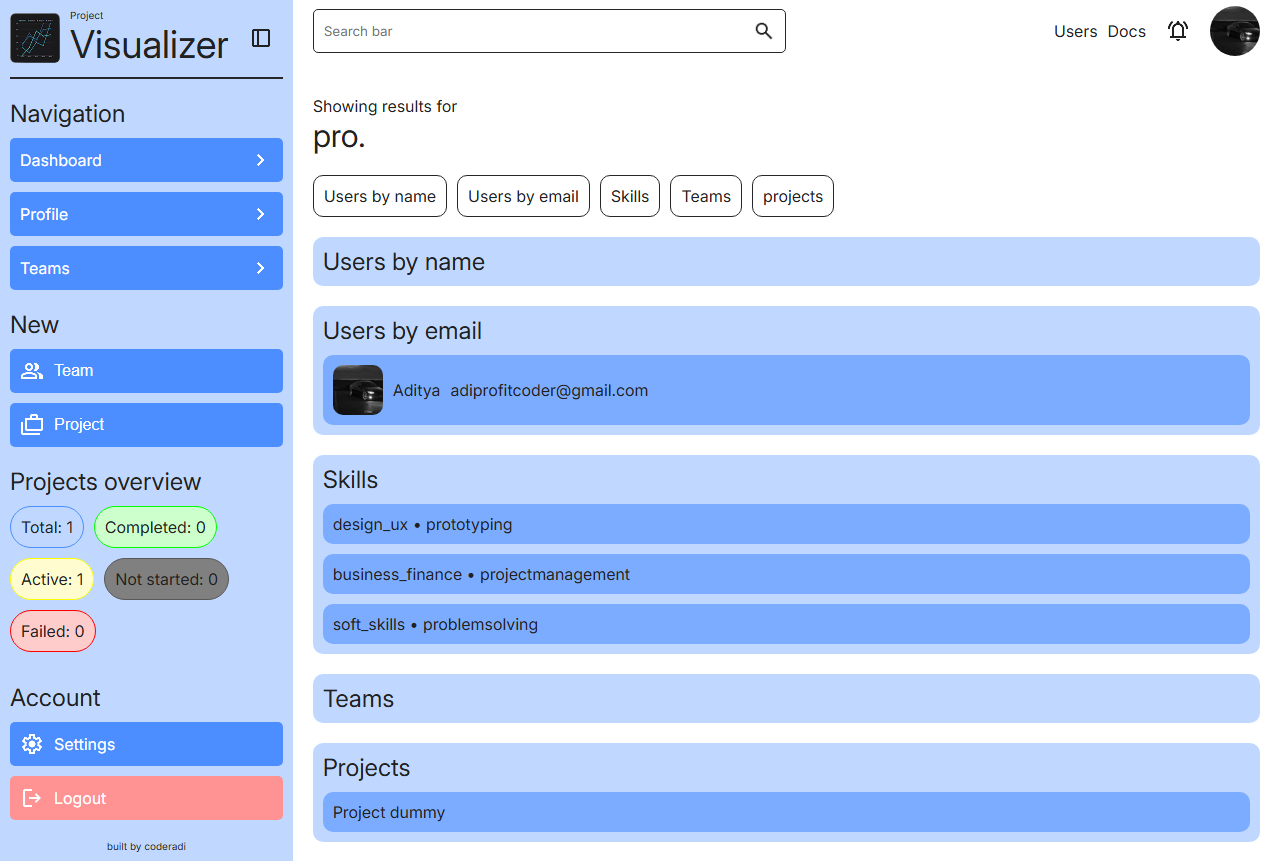 Project
Visualizer
Navigation
Dashboard
Profile
Teams
New
Team
Project
Projects overview
Total: 1
Completed: 0
Active: 1
Not started: 0
Failed: 0
Account
Settings
Logout
built by coderadi
Search bar
Users Docs
Showing results for
pro.
Users by name
Users by email
Skills
Teams
projects
Users by name
Users by email
Aditya adiprofitcoder@gmail.com
Skills
design_ux • prototyping
business_finance • projectmanagement
soft_skills • problemsolving
Teams
Projects
Project dummy